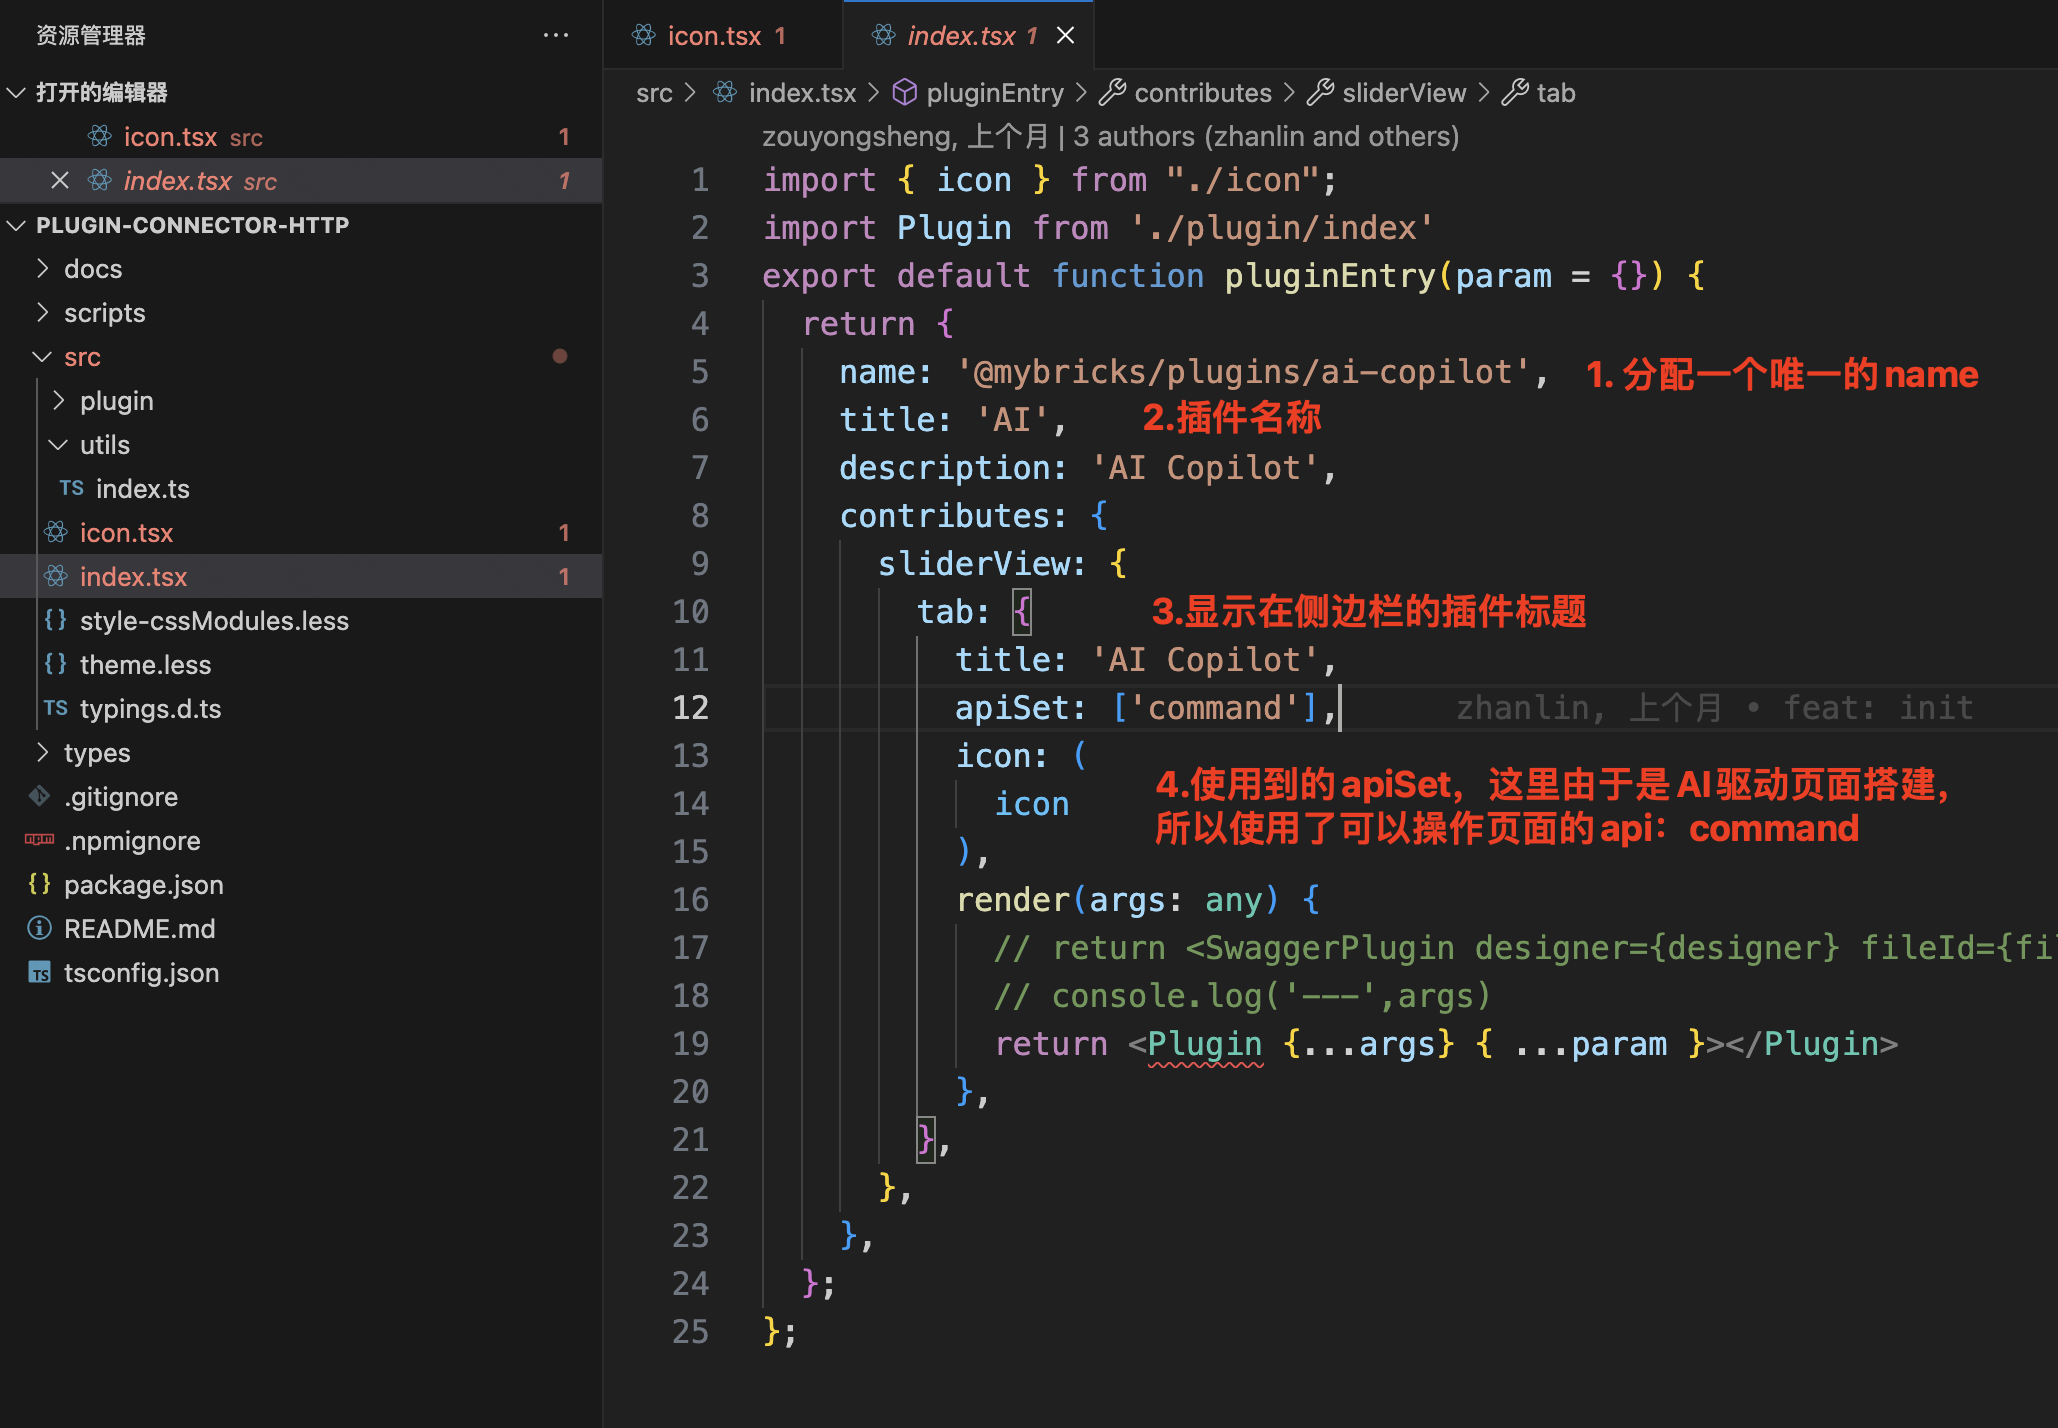 资源管理器
打开的编辑器
icon.tsx src 1
index.tsx src 1
PLUGIN-CONNECTOR-HTTP
docs
scripts
src
plugin
utils
TS index.ts
icon.tsx 1
index.tsx 1
{} style-cssModules.less
{} theme.less
TS typings.d.ts
types
.gitignore
npm .npmignore
{} package.json
README.md
TS tsconfig.json
icon.tsx 1 index.tsx 1
src > index.tsx > pluginEntry > contributes > sliderView > tab
zouyongsheng, 上个月 | 3 authors (zhanlin and others)
1 import { icon } from "./icon";
2 import Plugin from './plugin/index'
3 export default function pluginEntry(param = {}) {
4 return {
5 name: '@mybricks/plugins/ai-copilot', 1. 分配一个唯一的name
6 title: 'AI', 2.插件名称
7 description: 'AI Copilot',
8 contributes: {
9 sliderView: {
10 tab: { 3.显示在侧边栏的插件标题
11 title: 'AI Copilot',
12 apiSet: ['command'], zhanlin, 上个月 • feat: init
13 icon: (
4.使用到的apiSet，这里由于是AI驱动页面搭建，
14 icon
所以使用了可以操作页面的api：command
15 ),
16 render(args: any) {
17 // return <SwaggerPlugin designer={designer} fileId={fil
18 // console.log('---',args)
19 return <Plugin {...args} { ...param }></Plugin>
20 },
21 },
22 },
23 },
24 };
25 };